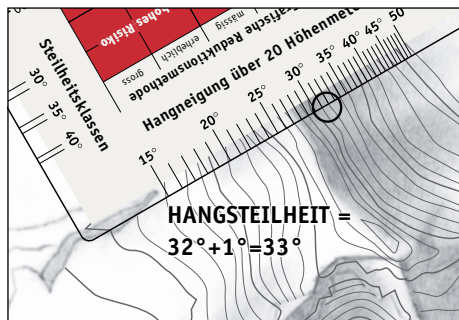 hohes Risiko
gross
erheblich
mässig
Grafische Reduktionsmethode
Hangneigung über 20 Höhenmete
15° 20° 25° 30° 35° 40° 45° 50
Steilheitsklassen
30°
35°
40°
HANGSTEILHEIT =
32°+1°=33°